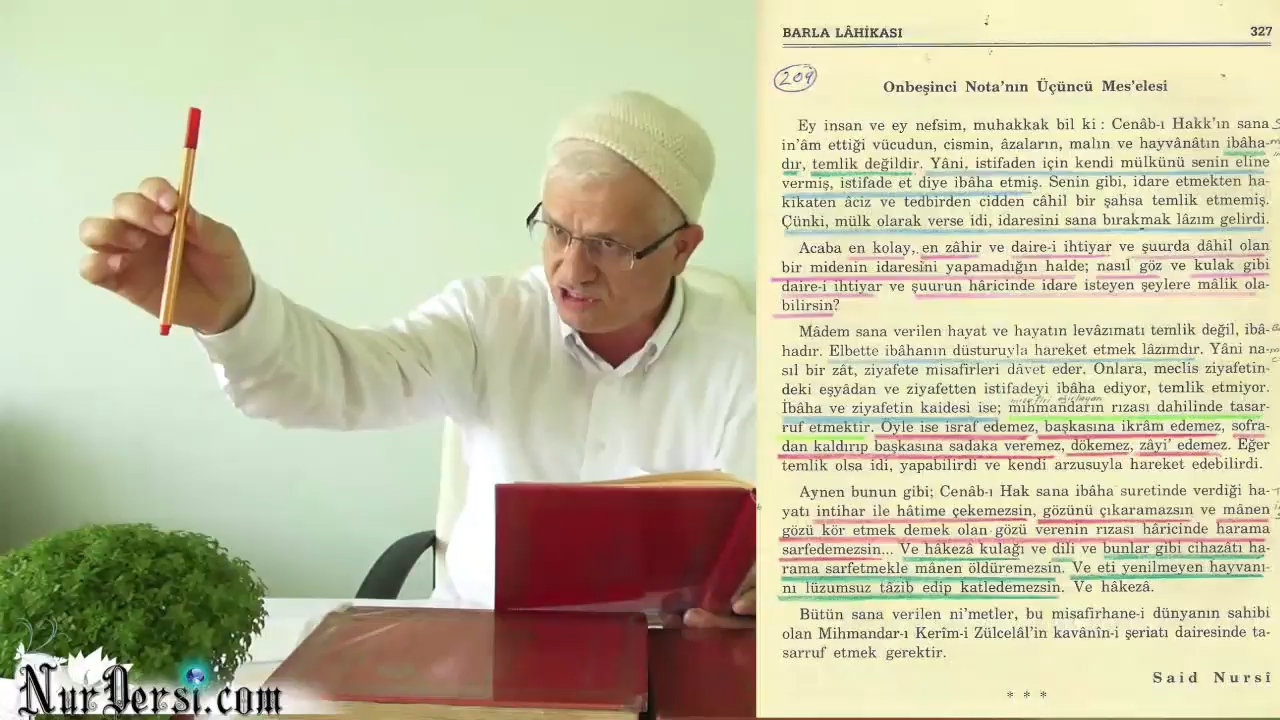 BARLA LÂHİKASI 327
209
Onbeşinci Nota'nın Üçüncü Mes'elesi
Ey insan ve ey nefsim, muhakkak bil ki : Cenâb-ı Hakk'ın sana
in'âm ettiği vücudun, cismin, âzaların, malın ve hayvânâtın ibâha-
dır, temlik değildir. Yâni, istifaden için kendi mülkünü senin eline
vermiş, istifade et diye ibâha etmiş. Senin gibi, idare etmekten ha-
kikaten âciz ve tedbirden cidden câhil bir şahsa temlik etmemiş.
Çünki, mülk olarak verse idi, idaresini sana bırakmak lâzım gelirdi.
Acaba en kolay, en zâhir ve daire-i ihtiyar ve şuurda dâhil olan
bir midenin idaresini yapamadığın halde; nasıl göz ve kulak gibi
daire-i ihtiyar ve şuurun hâricinde idare isteyen şeylere mâlik ola-
bilirsin?
Mâdem sana verilen hayat ve hayatın levâzımatı temlik değil, ibâ-
hadır. Elbette ibâhanın düsturuyla hareket etmek lâzımdır. Yâni na-
sıl bir zât, ziyafete misafirleri dâvet eder. Onlara, meclis ziyafetin-
deki eşyâdan ve ziyafetten istifadeyi ibâha ediyor, temlik etmiyor.
İbâha ve ziyafetin kaidesi ise; mihmandarın rızası dahilinde tasar-
ruf etmektir. Öyle ise israf edemez, başkasına ikrâm edemez, sofra-
dan kaldırıp başkasına sadaka veremez, dökemez, zâyi' edemez. Eğer
temlik olsa idi, yapabilirdi ve kendi arzusuyla hareket edebilirdi.
Aynen bunun gibi; Cenâb-ı Hak sana ibâha suretinde verdiği ha-
yatı intihar ile hâtime çekemezsin, gözünü çıkaramazsın ve mânen
gözü kör etmek demek olan gözü verenin rızası hâricinde harama
sarfedemezsin... Ve hâkezâ kulağı ve dili ve bunlar gibi cihazâtı ha-
rama sarfetmekle mânen öldüremezsin. Ve eti yenilmeyen hayvanı-
nı lüzumsuz tâzib edip katledemezsin. Ve hâkezâ.
Bütün sana verilen ni'metler, bu misafirhane-i dünyanın sahibi
olan Mihmandar-ı Kerîm-i Zülcelâl'in kavânîn-i şeriatı dairesinde ta-
sarruf etmek gerektir.
Said Nursî
* * *
NurDersi.com